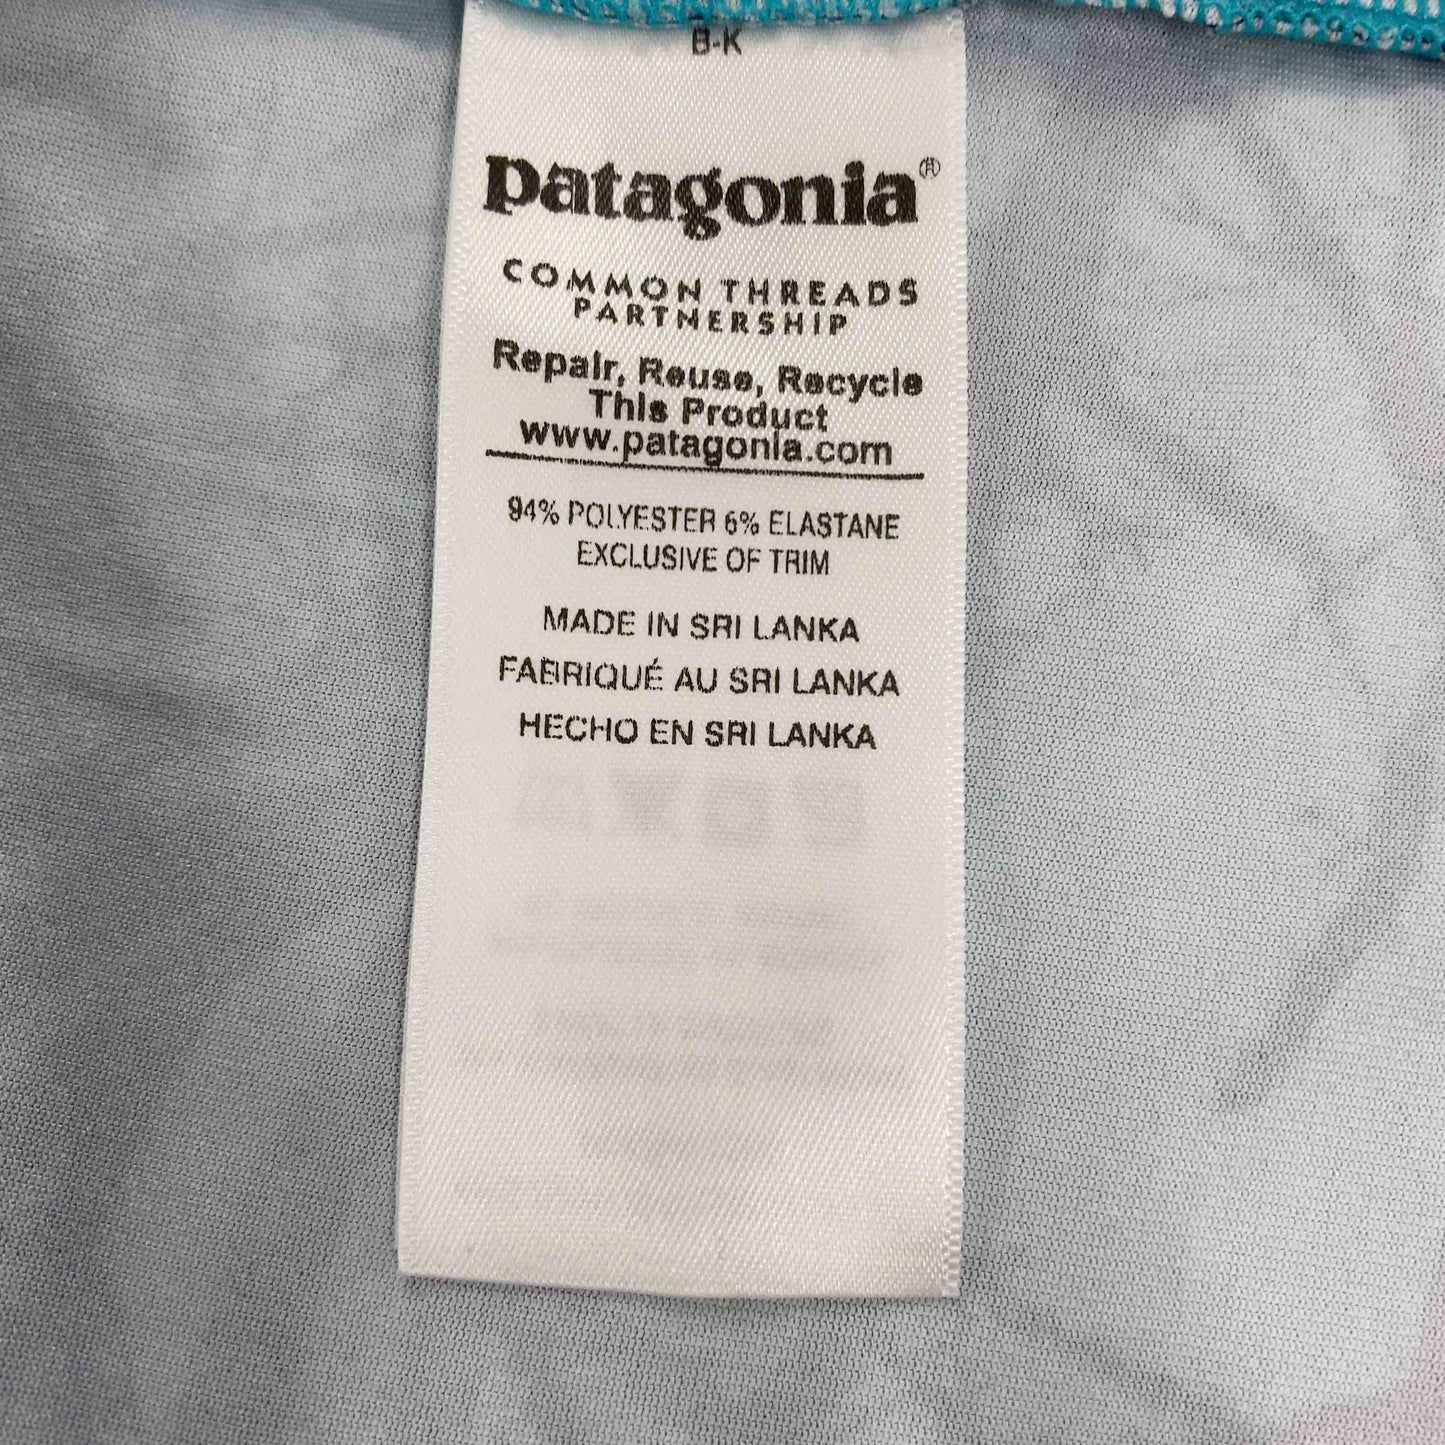 B-K
patagonia®
COMMON THREADS
PARTNERSHIP
Repair, Reuse, Recycle
This Product
www.patagonia.com
94% POLYESTER 6% ELASTANE
EXCLUSIVE OF TRIM
MADE IN SRI LANKA
FABRIQUÉ AU SRI LANKA
HECHO EN SRI LANKA